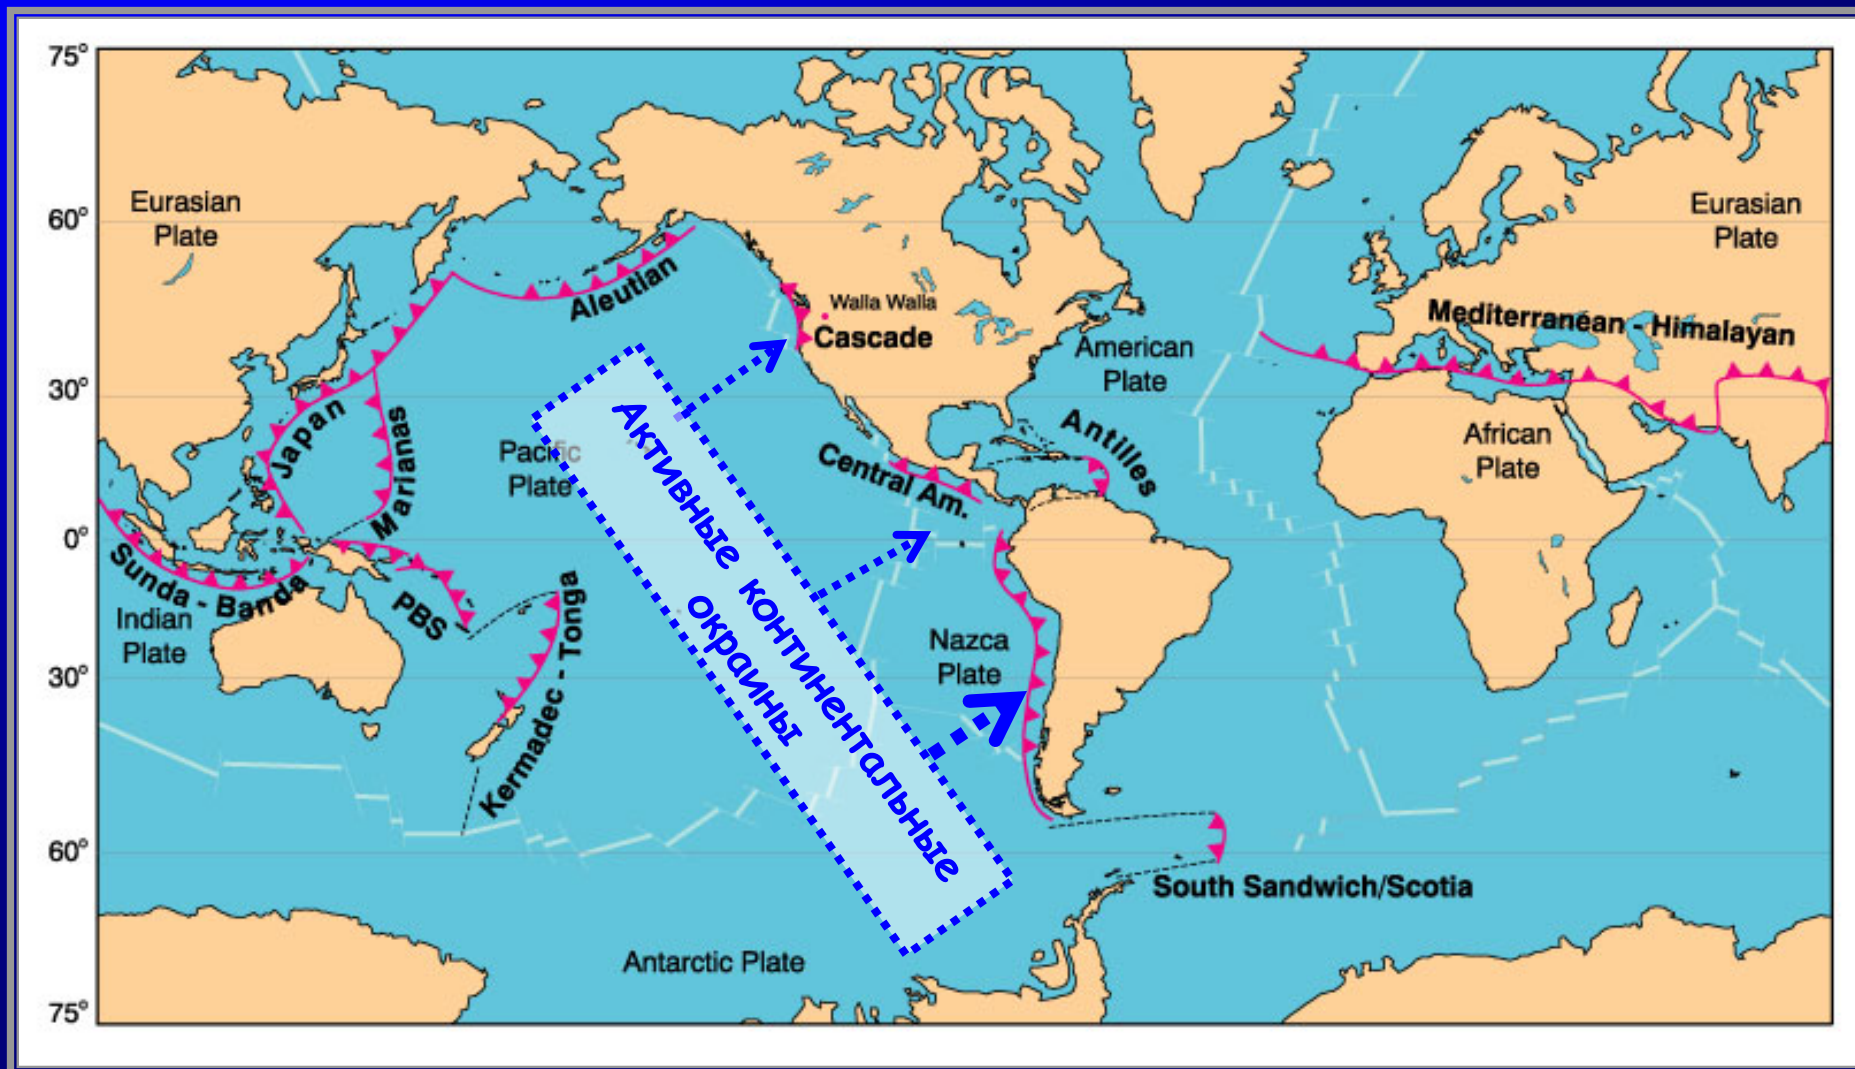 75°
60°
30°
0°
30°
60°
75°
Eurasian
Plate
Aleutian
Walla Walla
Cascade
American
Plate
Mediterranean - Himalayan
Eurasian
Plate
Japan
Marianas
Pacific
Plate
Central Am.
Antilles
African
Plate
Sunda - Banda
Indian
Plate
PBS
Kermadec - Tonga
Nazca
Plate
Активные континентальные
окраины
South Sandwich/Scotia
Antarctic Plate